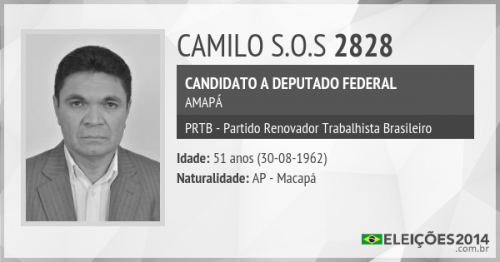 CAMILO S.O.S 2828
CANDIDATO A DEPUTADO FEDERAL
AMAPÁ
PRTB - Partido Renovador Trabalhista Brasileiro
Idade: 51 anos (30-08-1962)
Naturalidade: AP - Macapá
ELEIÇÕES2014
.com.br